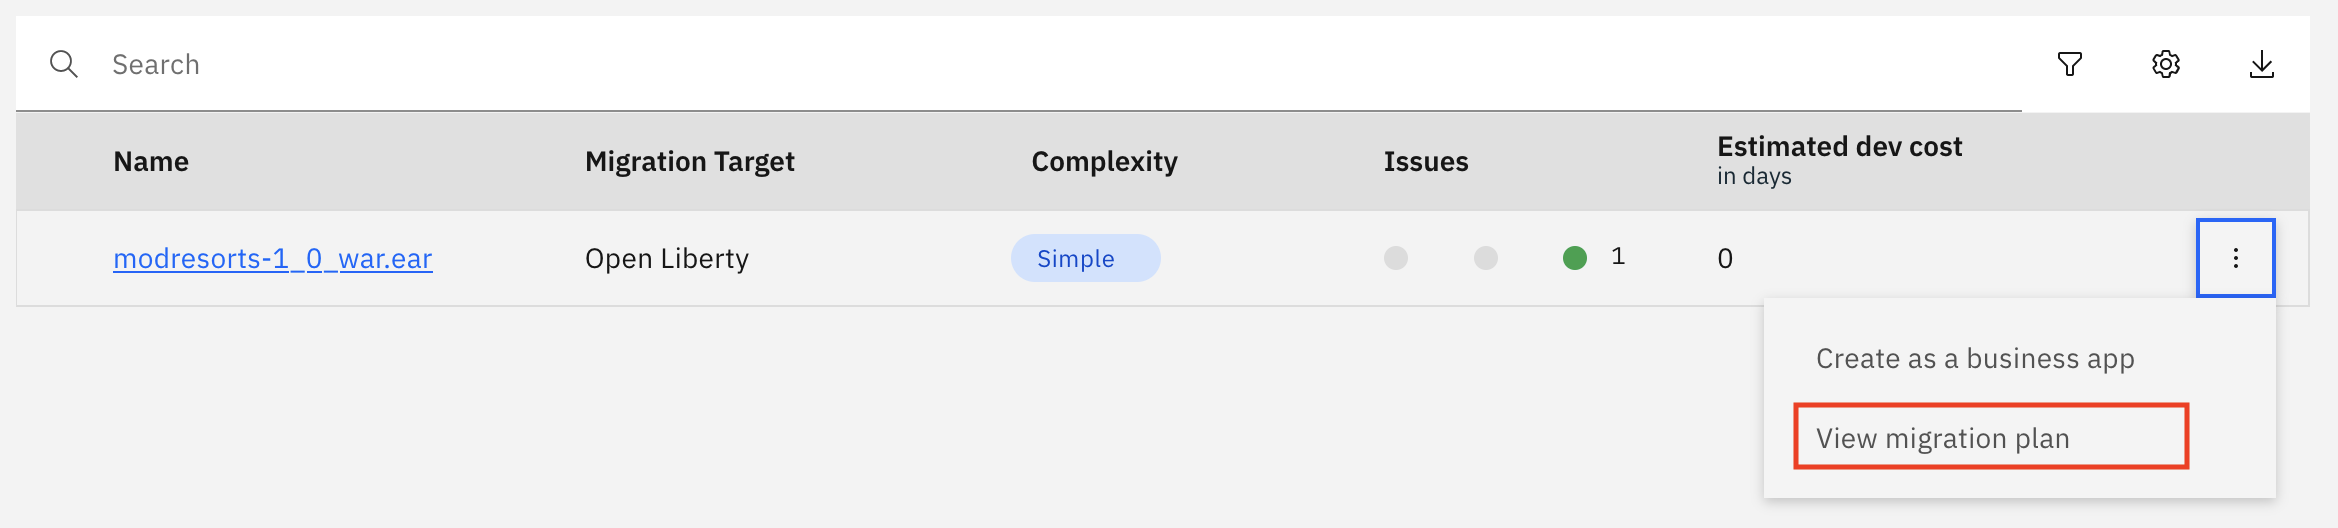 Search
Name Migration Target Complexity Issues Estimated dev cost
in days
modresorts-1_0_war.ear Open Liberty Simple 1 0
Create as a business app
View migration plan